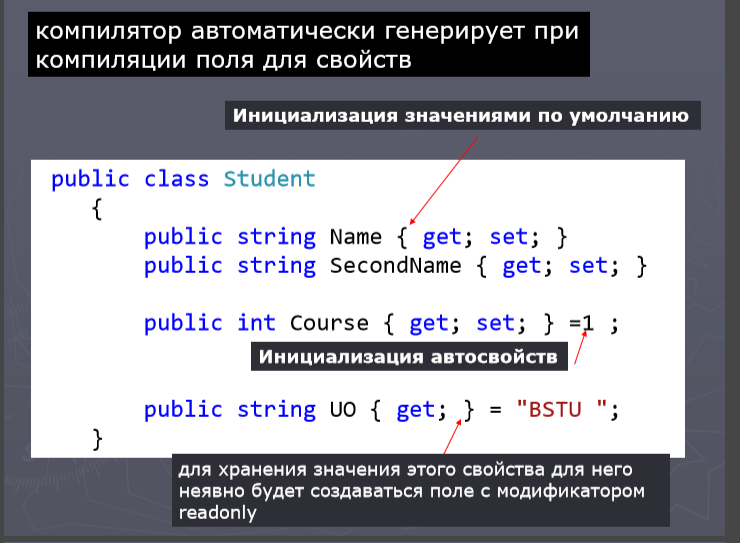 компилятор автоматически генерирует при
компиляции поля для свойств
Инициализация значениями по умолчанию
public class Student
{
public string Name { get; set; }
public string SecondName { get; set; }
public int Course { get; set; } =1 ;
Инициализация автосвойств
public string UO { get; } = "BSTU ";
}
для хранения значения этого свойства для него
неявно будет создаваться поле с модификатором
readonly